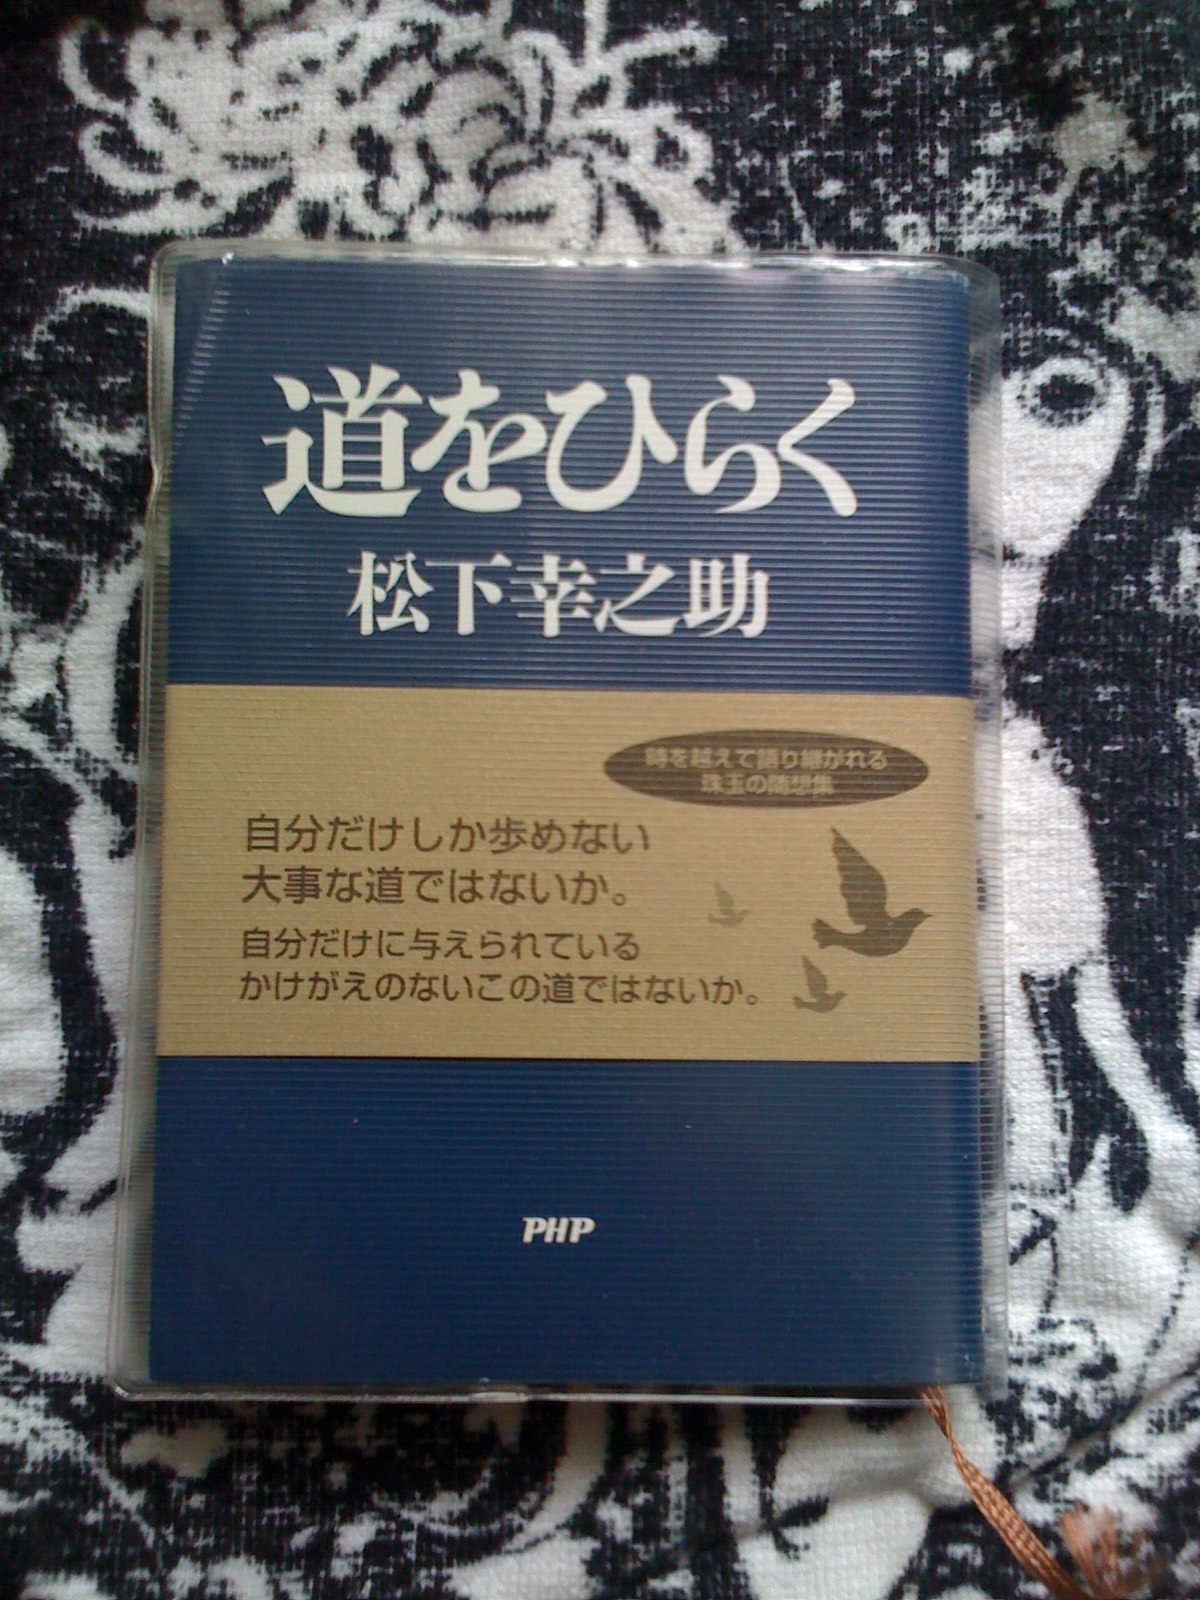 道をひらく
松下幸之助
時を越えて語り継がれる
珠玉の随想集
自分だけしか歩めない
大事な道ではないか。
自分だけに与えられている
かけがえのないこの道ではないか。
PHP